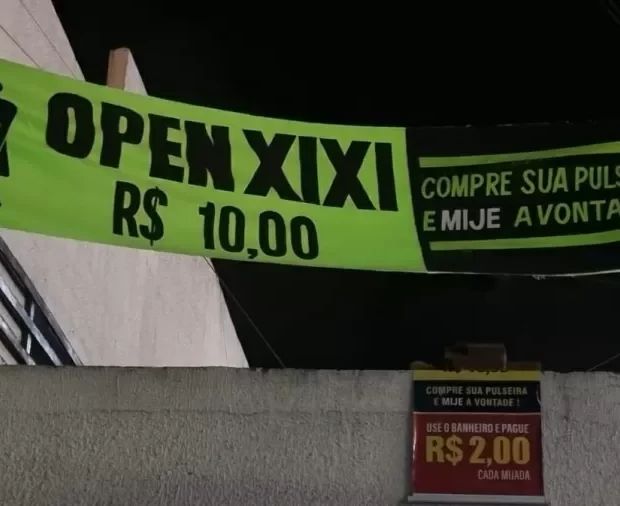 OPEN XIXI
R$ 10,00
COMPRE SUA PULS
E MIJE A VONTA
COMPRE SUA PULSEIRA
E MIJE A VONTADE !
USE O BANHEIRO E PAGUE
R$ 2,00
CADA MIJADA